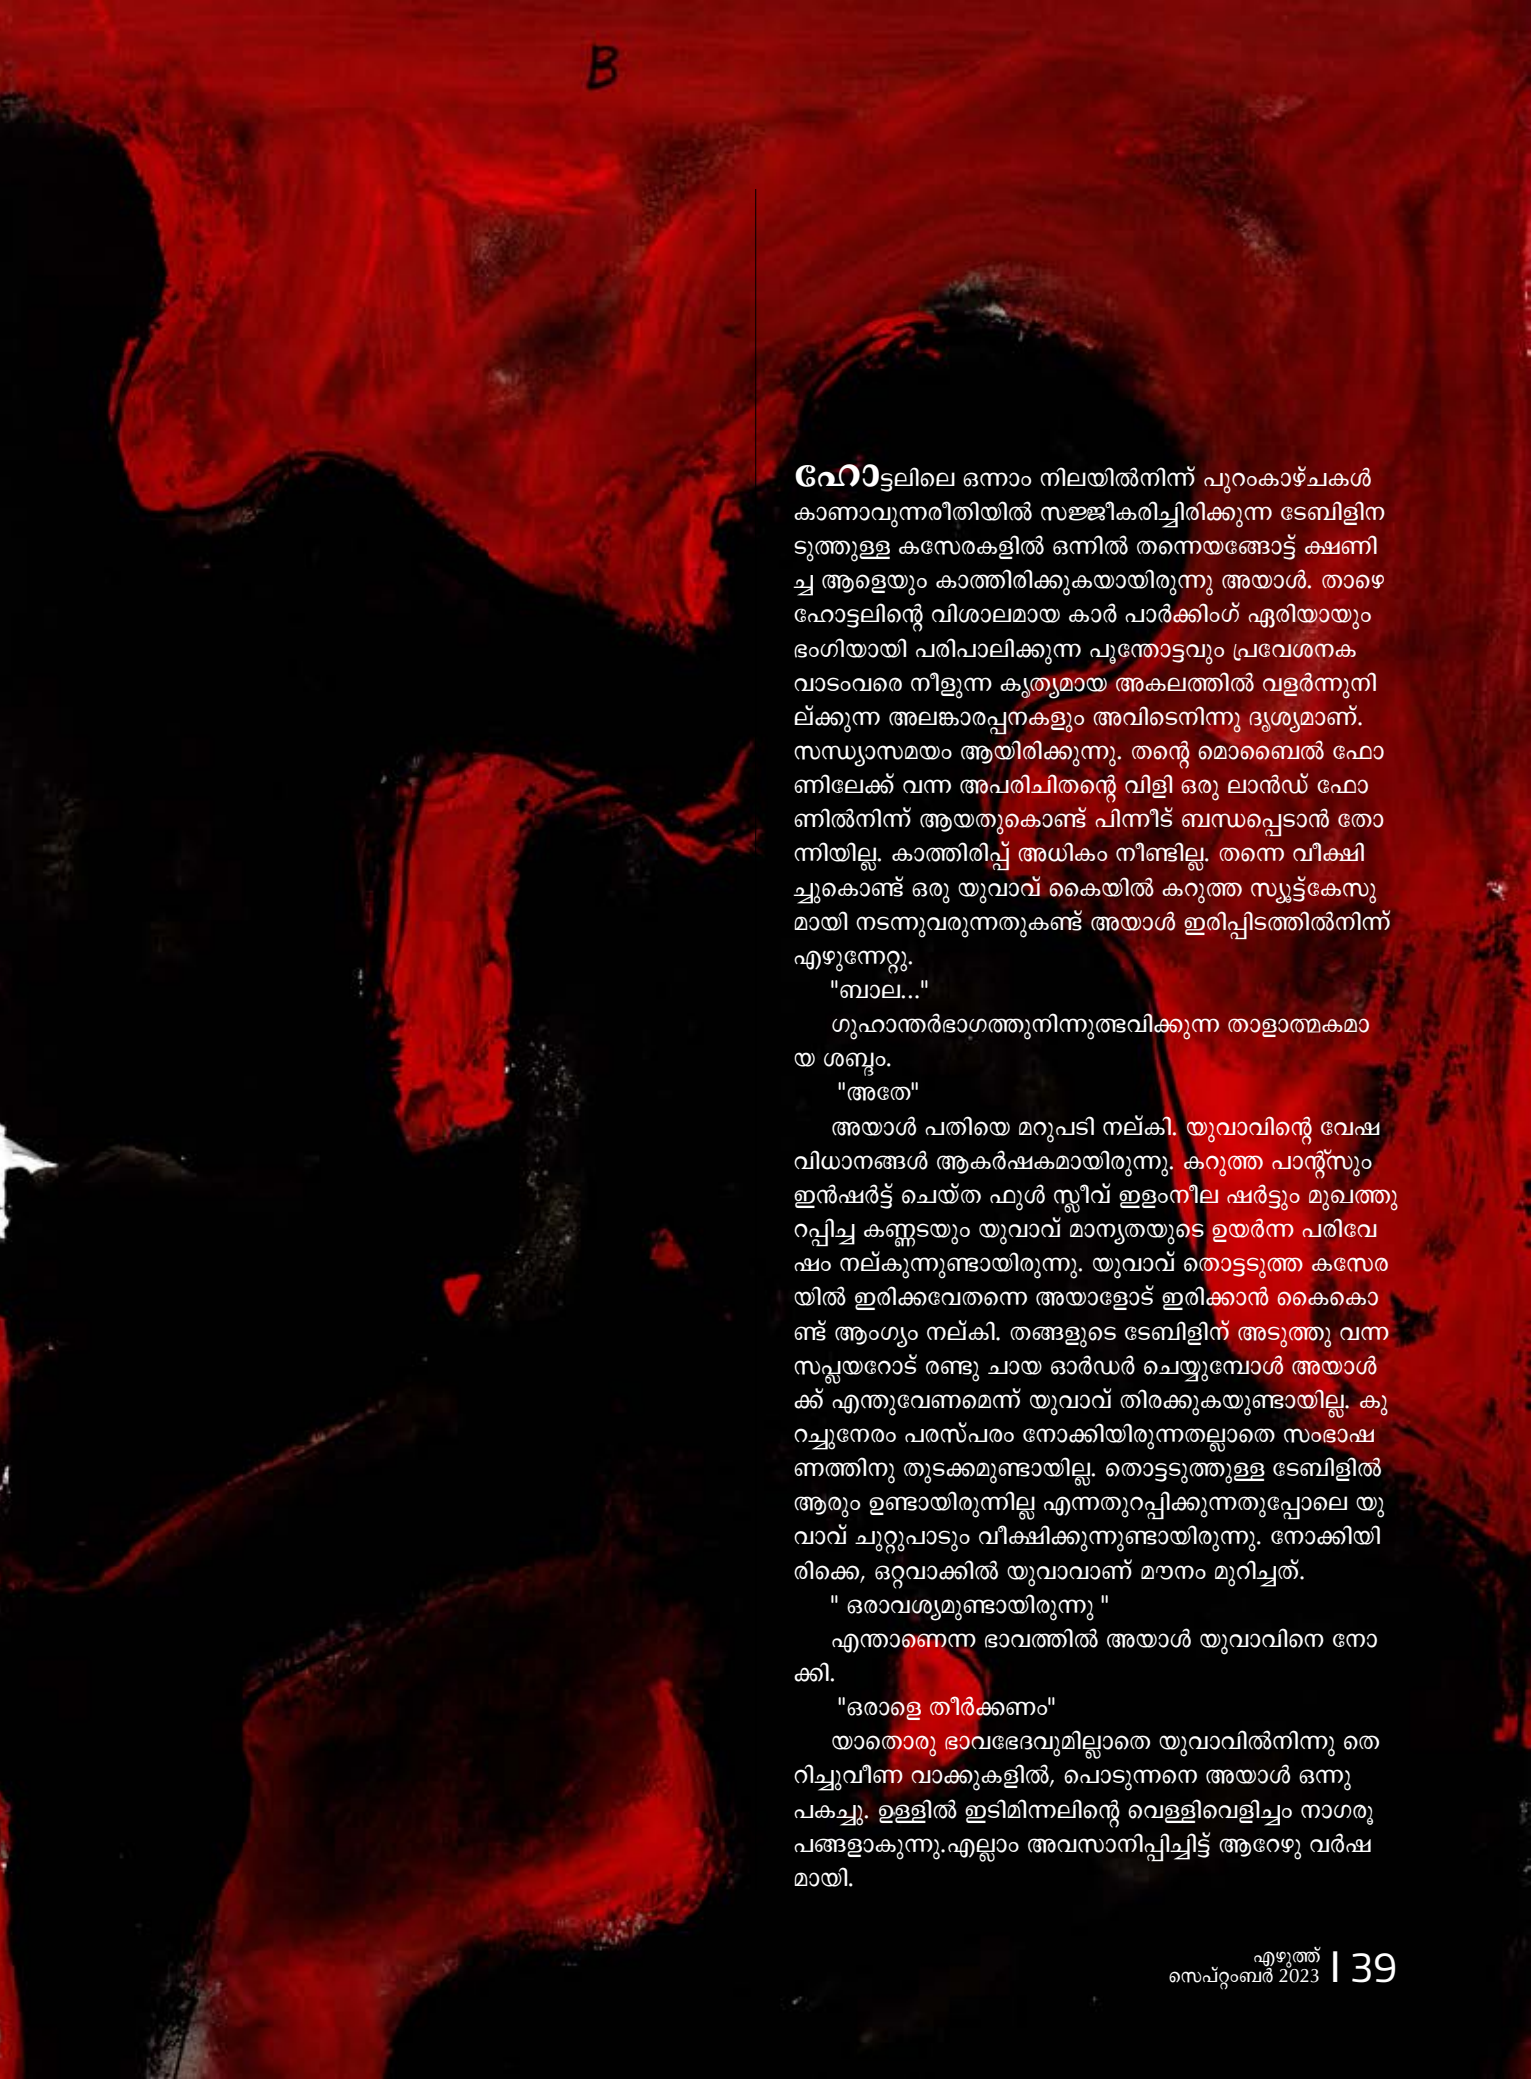 B
ഹോട്ടലിലെ ഒന്നാം നിലയിൽനിന്ന് പുറംകാഴ്ചകൾ
കാണാവുന്നരീതിയിൽ സജ്ജീകരിച്ചിരിക്കുന്ന ടേബിളിന
ടുത്തുള്ള കസേരകളിൽ ഒന്നിൽ തന്നെയങ്ങോട്ട് ക്ഷണി
ച്ച ആളെയും കാത്തിരിക്കുകയായിരുന്നു അയാൾ. താഴെ
ഹോട്ടലിന്റെ വിശാലമായ കാർ പാർക്കിംഗ് ഏരിയായും
ഭംഗിയായി പരിപാലിക്കുന്ന പൂന്തോട്ടവും പ്രവേശനക
വാടംവരെ നീളുന്ന കൃത്യമായ അകലത്തിൽ വളർന്നുനി
ല്ക്കുന്ന അലങ്കാരപ്പനകളും അവിടെനിന്നു ദൃശ്യമാണ്.
സന്ധ്യാസമയം ആയിരിക്കുന്നു. തന്റെ മൊബൈൽ ഫോ
ണിലേക്ക് വന്ന അപരിചിതന്റെ വിളി ഒരു ലാൻഡ് ഫോ
ണിൽനിന്ന് ആയതുകൊണ്ട് പിന്നീട് ബന്ധപ്പെടാൻ തോ
ന്നിയില്ല. കാത്തിരിപ്പ് അധികം നീണ്ടില്ല. തന്നെ വീക്ഷി
ച്ചുകൊണ്ട് ഒരു യുവാവ് കൈയിൽ കറുത്ത സ്യൂട്ട്കേസു
മായി നടന്നുവരുന്നതുകണ്ട് അയാൾ ഇരിപ്പിടത്തിൽനിന്ന്
എഴുന്നേറ്റു.
"ബാല..."
ഗുഹാന്തർഭാഗത്തുനിന്നുത്ഭവിക്കുന്ന താളാത്മകമാ
യ ശബ്ദം.
"അതേ"
അയാൾ പതിയെ മറുപടി നല്കി. യുവാവിന്റെ വേഷ
വിധാനങ്ങൾ ആകർഷകമായിരുന്നു. കറുത്ത പാന്റ്സും
ഇൻഷർട്ട് ചെയ്ത ഫുൾ സ്ലീവ് ഇളംനീല ഷർട്ടും മുഖത്തു
റപ്പിച്ച കണ്ണടയും യുവാവ് മാന്യതയുടെ ഉയർന്ന പരിവേ
ഷം നല്കുന്നുണ്ടായിരുന്നു. യുവാവ് തൊട്ടടുത്ത കസേര
യിൽ ഇരിക്കവേതന്നെ അയാളോട് ഇരിക്കാൻ കൈകൊ
ണ്ട് ആംഗ്യം നല്കി. തങ്ങളുടെ ടേബിളിന് അടുത്തു വന്ന
സപ്ലയറോട് രണ്ടു ചായ ഓർഡർ ചെയ്യുമ്പോൾ അയാൾ
ക്ക് എന്തുവേണമെന്ന് യുവാവ് തിരക്കുകയുണ്ടായില്ല. കു
റച്ചുനേരം പരസ്പരം നോക്കിയിരുന്നതല്ലാതെ സംഭാഷ
ണത്തിനു തുടക്കമുണ്ടായില്ല. തൊട്ടടുത്തുള്ള ടേബിളിൽ
ആരും ഉണ്ടായിരുന്നില്ല എന്നതുറപ്പിക്കുന്നതുപ്പോലെ യു
വാവ് ചുറ്റുപാടും വീക്ഷിക്കുന്നുണ്ടായിരുന്നു. നോക്കിയി
രിക്കെ, ഒറ്റവാക്കിൽ യുവാവാണ് മൗനം മുറിച്ചത്.
" ഒരാവശ്യമുണ്ടായിരുന്നു "
എന്താണെന്ന ഭാവത്തിൽ അയാൾ യുവാവിനെ നോ
ക്കി.
"ഒരാളെ തീർക്കണം"
യാതൊരു ഭാവഭേദവുമില്ലാതെ യുവാവിൽനിന്നു തെ
റിച്ചുവീണ വാക്കുകളിൽ, പൊടുന്നനെ അയാൾ ഒന്നു
പകച്ചു. ഉള്ളിൽ ഇടിമിന്നലിന്റെ വെള്ളിവെളിച്ചം നാഗരൂ
പങ്ങളാകുന്നു.എല്ലാം അവസാനിപ്പിച്ചിട്ട് ആറേഴു വർഷ
മായി.
എഴുത്ത്
സെപ്റ്റംബർ 2023 | 39